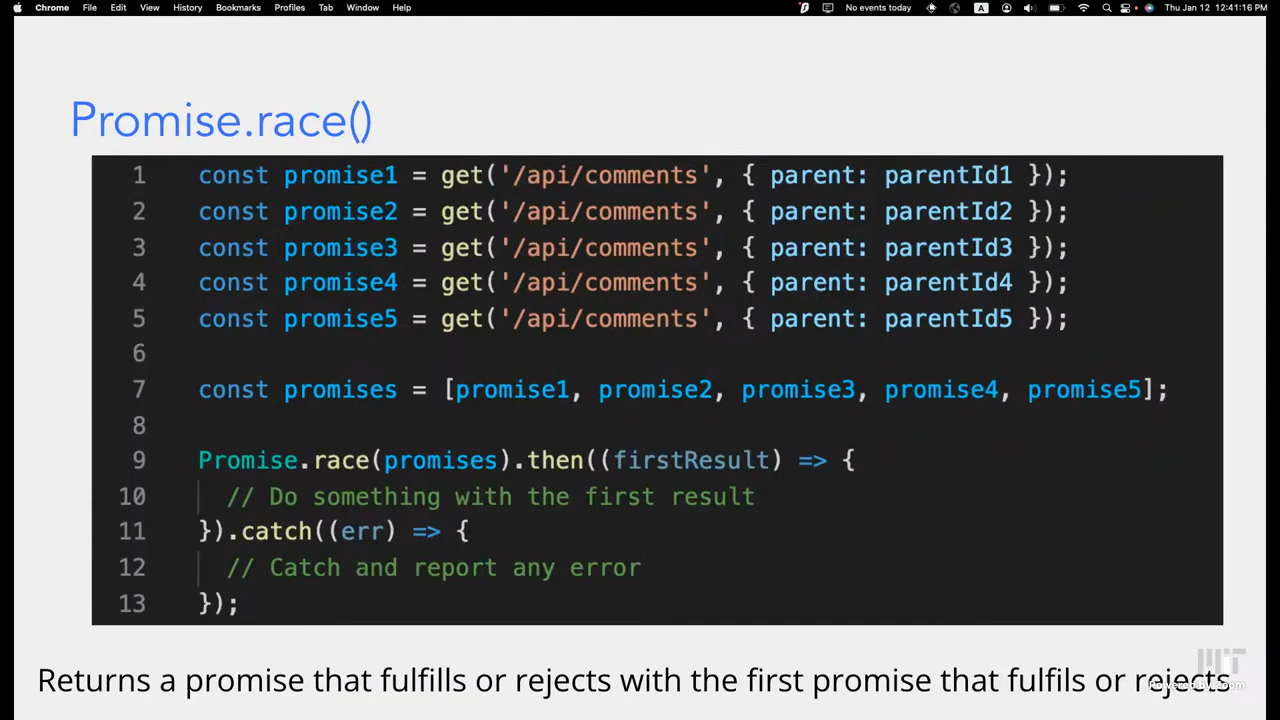 Chrome File Edit View History Bookmarks Profiles Tab Window Help No events today A Thu Jan 12 12:41:16 PM
Promise.race()
1 const promise1 = get('/api/comments', { parent: parentId1 });
2 const promise2 = get('/api/comments', { parent: parentId2 });
3 const promise3 = get('/api/comments', { parent: parentId3 });
4 const promise4 = get('/api/comments', { parent: parentId4 });
5 const promise5 = get('/api/comments', { parent: parentId5 });
6
7 const promises = [promise1, promise2, promise3, promise4, promise5];
8
9 Promise.race(promises).then((firstResult) => {
10 // Do something with the first result
11 }).catch((err) => {
12 // Catch and report any error
13 });
Returns a promise that fulfills or rejects with the first promise that fulfils or rejects
MIT
Powered by Zoom